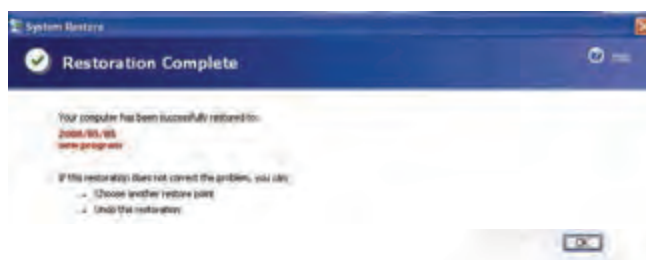 System Restore
Restoration Complete
Your computer has been successfully restored to:
new program
If this restoration does not correct the problem, you can:
Choose another restore point
Undo this restoration
OK